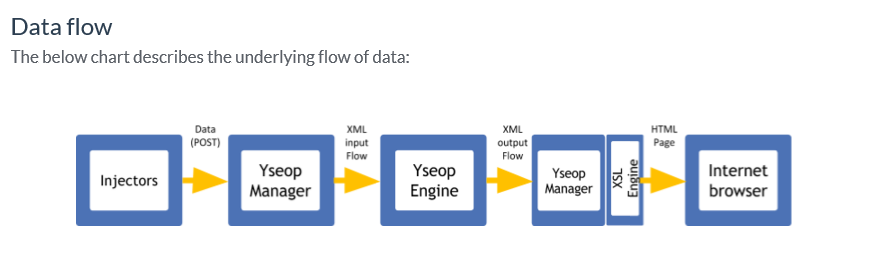 Data flow
The below chart describes the underlying flow of data:
Data
(POST)
XML
input
Flow
XML
output
Flow
HTML
Page
Injectors
Yseop
Manager
Yseop
Engine
Yseop
Manager
XSL
Engine
Internet
browser